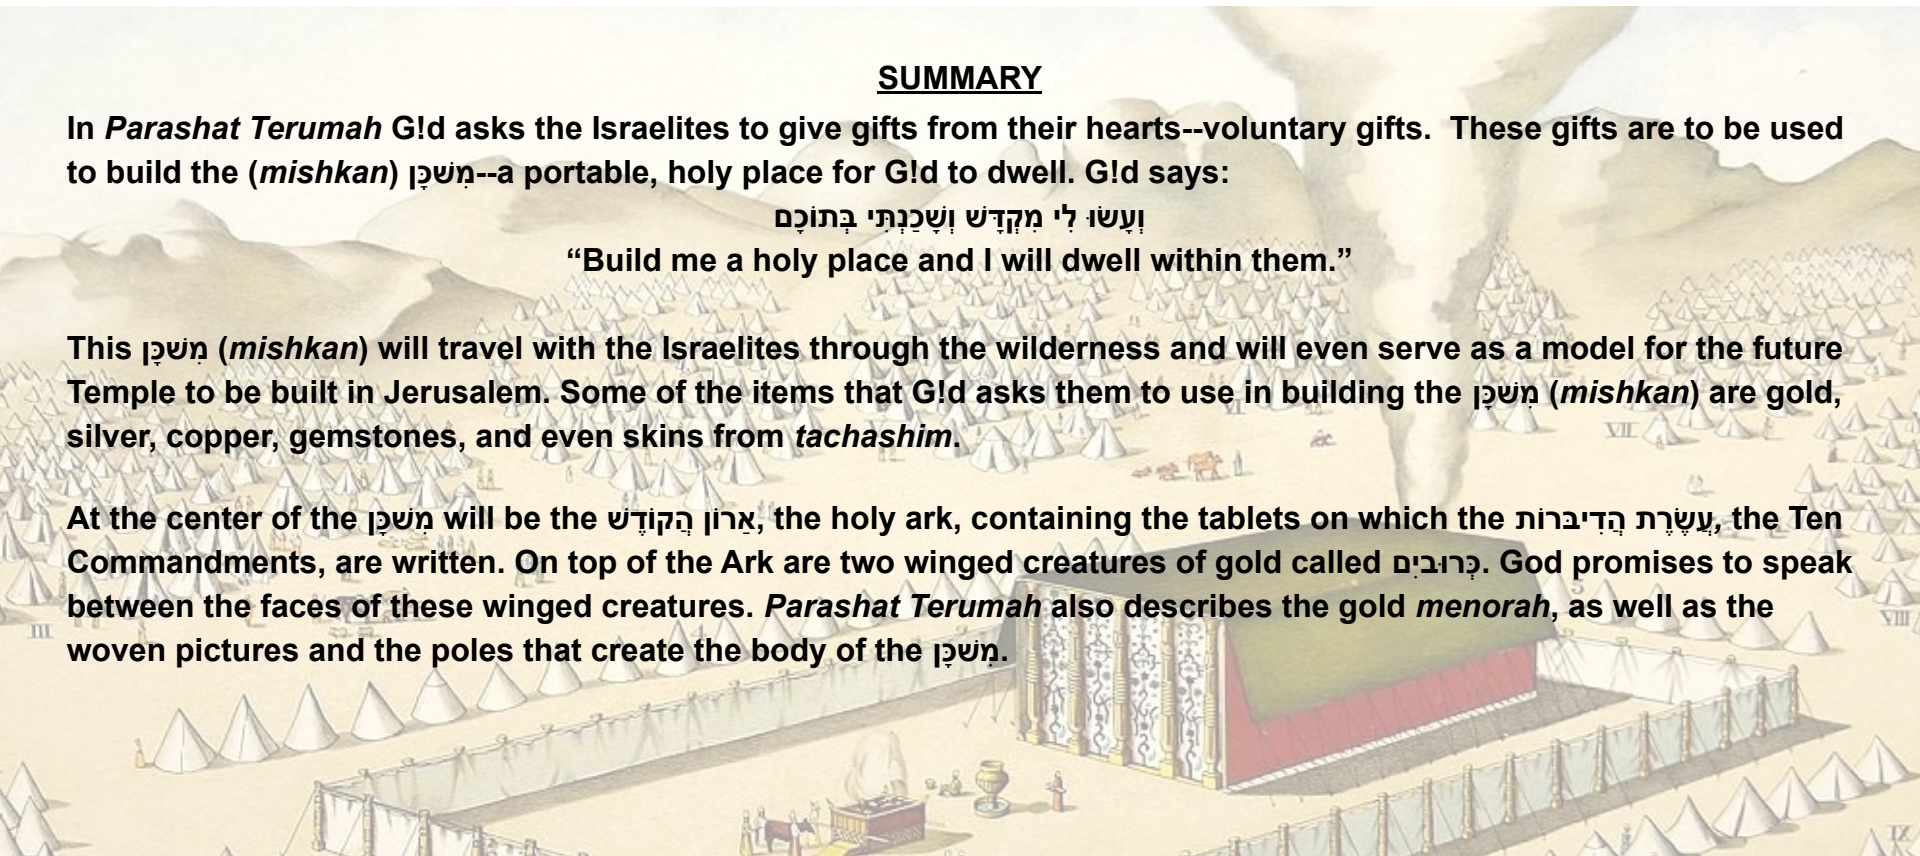 SUMMARY
In Parashat Terumah G!d asks the Israelites to give gifts from their hearts--voluntary gifts.  These gifts are to be used
to build the (mishkan) מִשׁכָּן--a portable, holy place for G!d to dwell. G!d says:
וְעָשׂוּ לִי מִקְדָּשׁ וְשָׁכַנְתִּי בְּתוֹכָם
“Build me a holy place and I will dwell within them.”
This מִשׁכָּן (mishkan) will travel with the Israelites through the wilderness and will even serve as a model for the future
Temple to be built in Jerusalem. Some of the items that G!d asks them to use in building the מִשׁכָּן (mishkan) are gold,
silver, copper, gemstones, and even skins from tachashim.
At the center of the מִשׁכָּן will be the אַרוֹן הֲקוֹדֶשׁ, the holy ark, containing the tablets on which the עֲשֶׂרֶת הֲדִיבּרוֹת, the Ten
Commandments, are written. On top of the Ark are two winged creatures of gold called כְּרוּבִים. God promises to speak
between the faces of these winged creatures. Parashat Terumah also describes the gold menorah, as well as the
woven pictures and the poles that create the body of the מִשׁכָּן.
VI
VII
5
4
III
VIII
IX